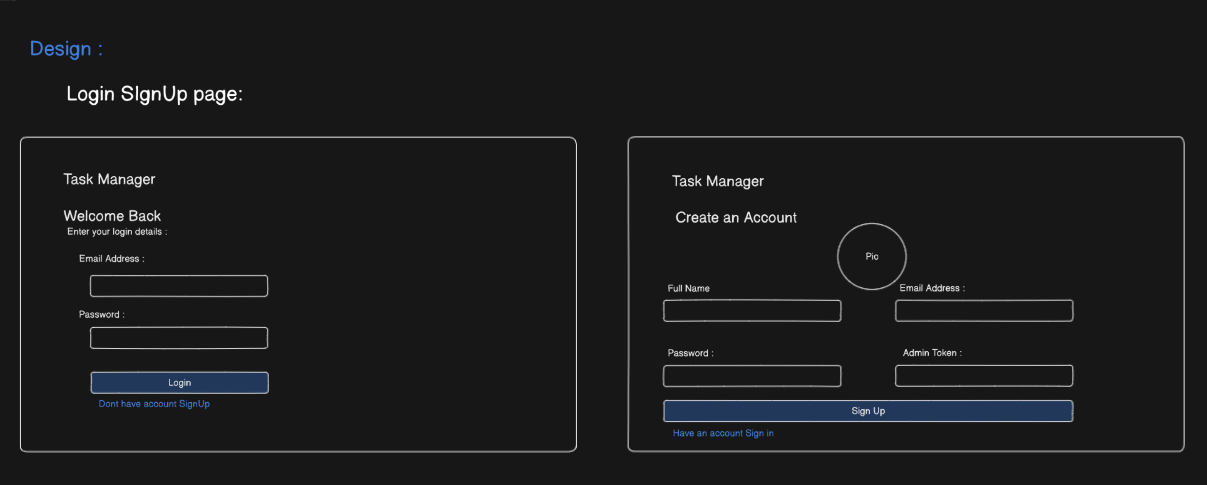 Design :
Login SIgnUp page:
Task Manager
Welcome Back
Enter your login details :
Email Address :
Password :
Login
Dont have account SignUp
Task Manager
Create an Account
Pic
Full Name
Email Address :
Password :
Admin Token :
Sign Up
Have an account Sign in